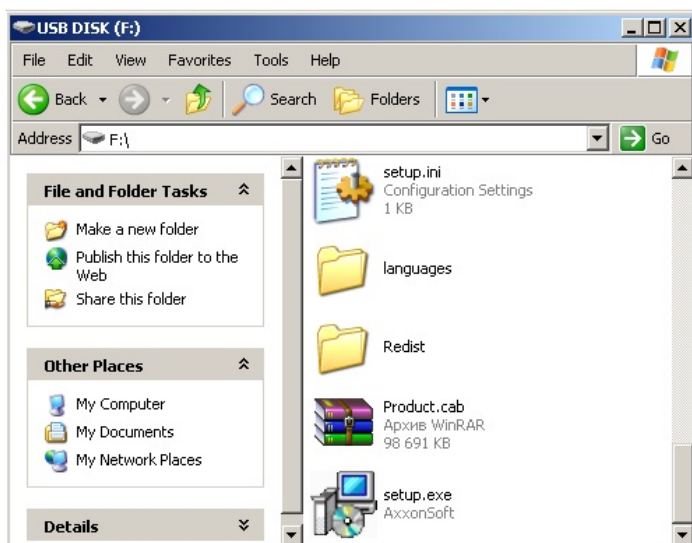 USB DISK (F:)
File Edit View Favorites Tools Help
Back Search Folders
Address F:\ Go
File and Folder Tasks
Make a new folder
Publish this folder to the
Web
Share this folder
Other Places
My Computer
My Documents
My Network Places
Details
setup.ini
Configuration Settings
1 KB
languages
Redist
Product.cab
Архив WinRAR
98 691 KB
setup.exe
AxxonSoft